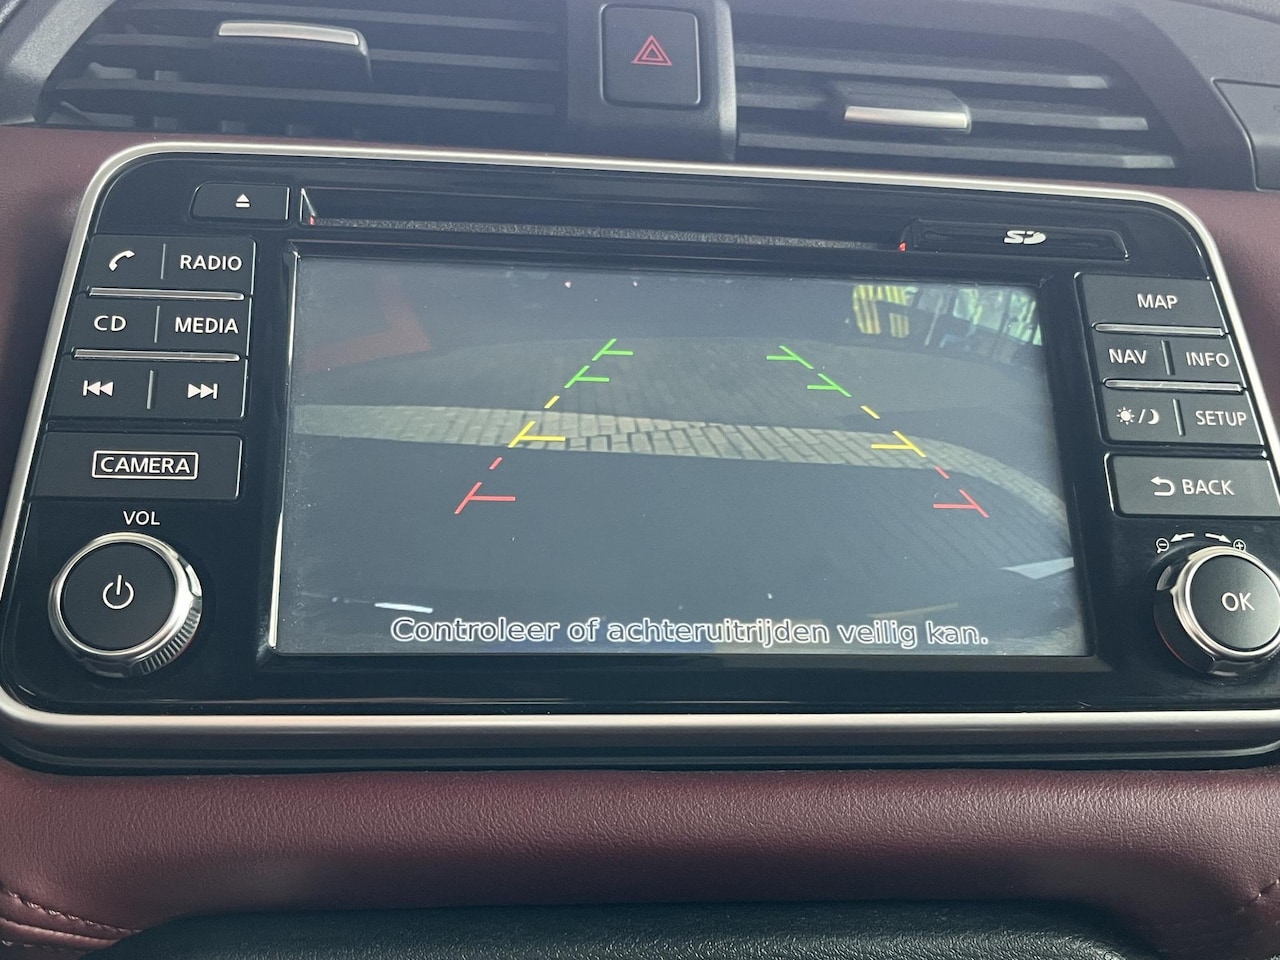 SD
RADIO
MAP
CD MEDIA
NAV INFO
SETUP
CAMERA
BACK
VOL
OK
Controleer of achteruitrijden veilig kan.